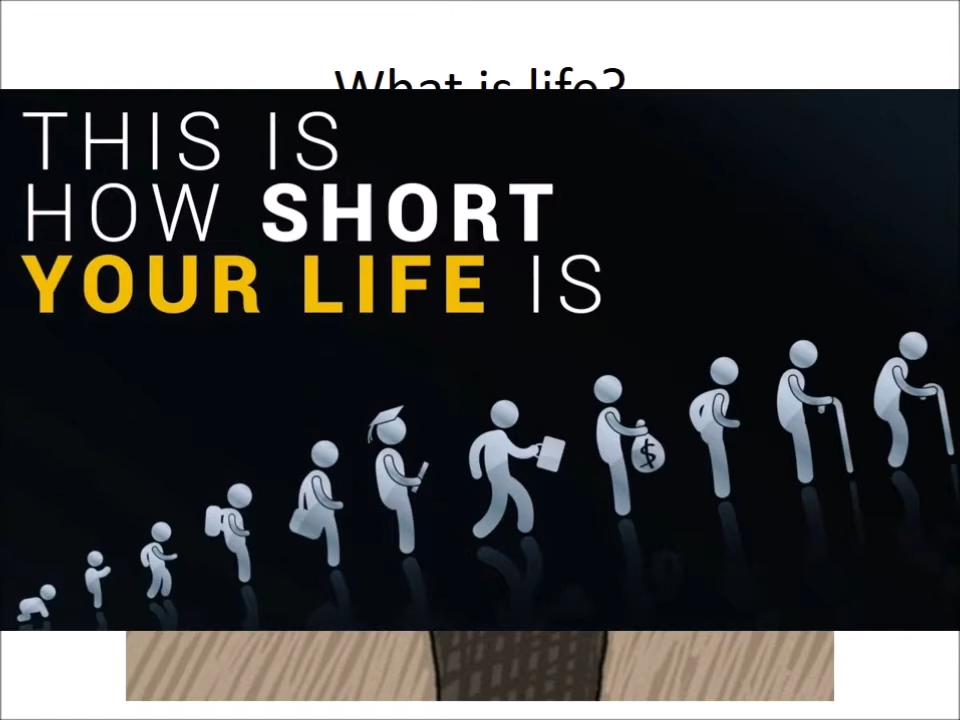 What is life?
THIS IS
HOW SHORT
YOUR LIFE IS
$